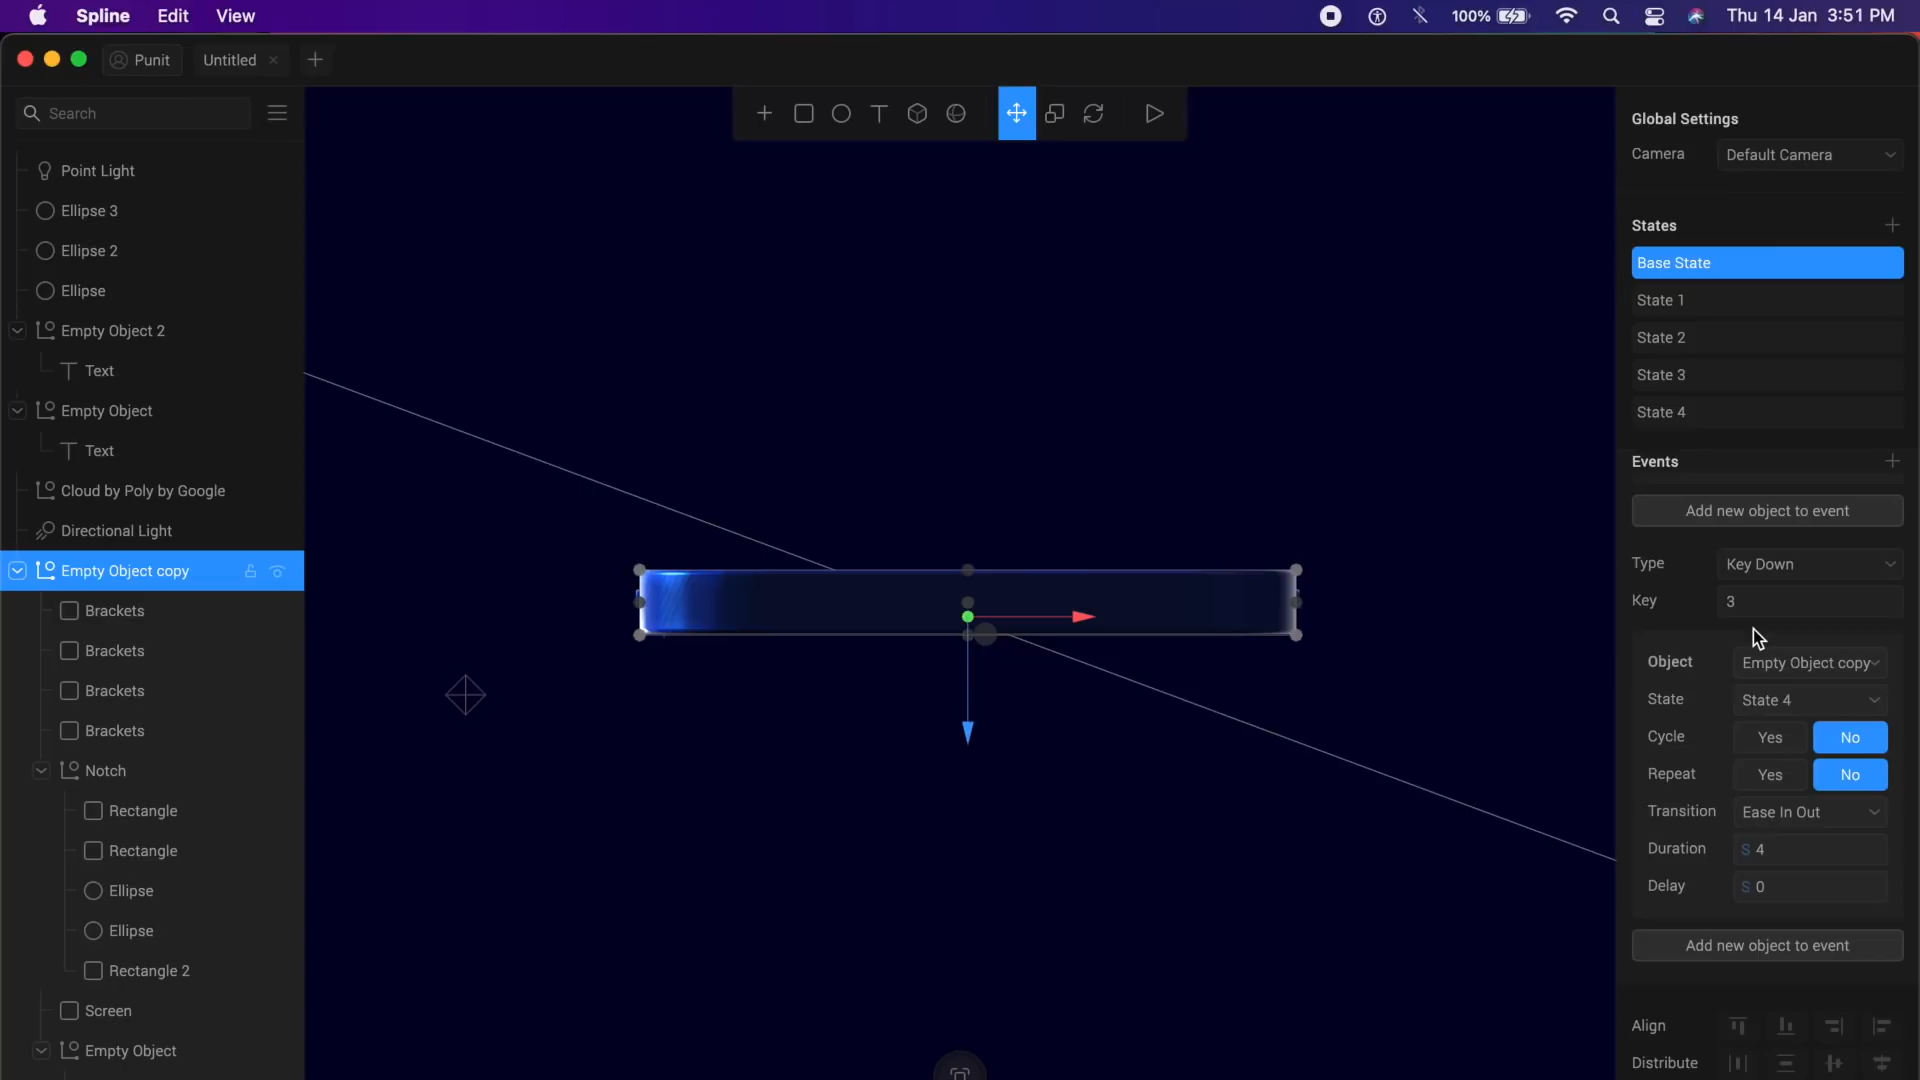 Spline Edit View 100% Thu 14 Jan 3:51 PM
Punit Untitled
Search
Point Light
Ellipse 3
Ellipse 2
Ellipse
Empty Object 2
Text
Empty Object
Text
Cloud by Poly by Google
Directional Light
Empty Object copy
Brackets
Brackets
Brackets
Brackets
Notch
Rectangle
Rectangle
Ellipse
Ellipse
Rectangle 2
Screen
Empty Object
Global Settings
Camera Default Camera
States
Base State
State 1
State 2
State 3
State 4
Events
Add new object to event
Type Key Down
Key 3
Object Empty Object copy
State State 4
Cycle Yes No
Repeat Yes No
Transition Ease In Out
Duration S 4
Delay S 0
Add new object to event
Align
Distribute